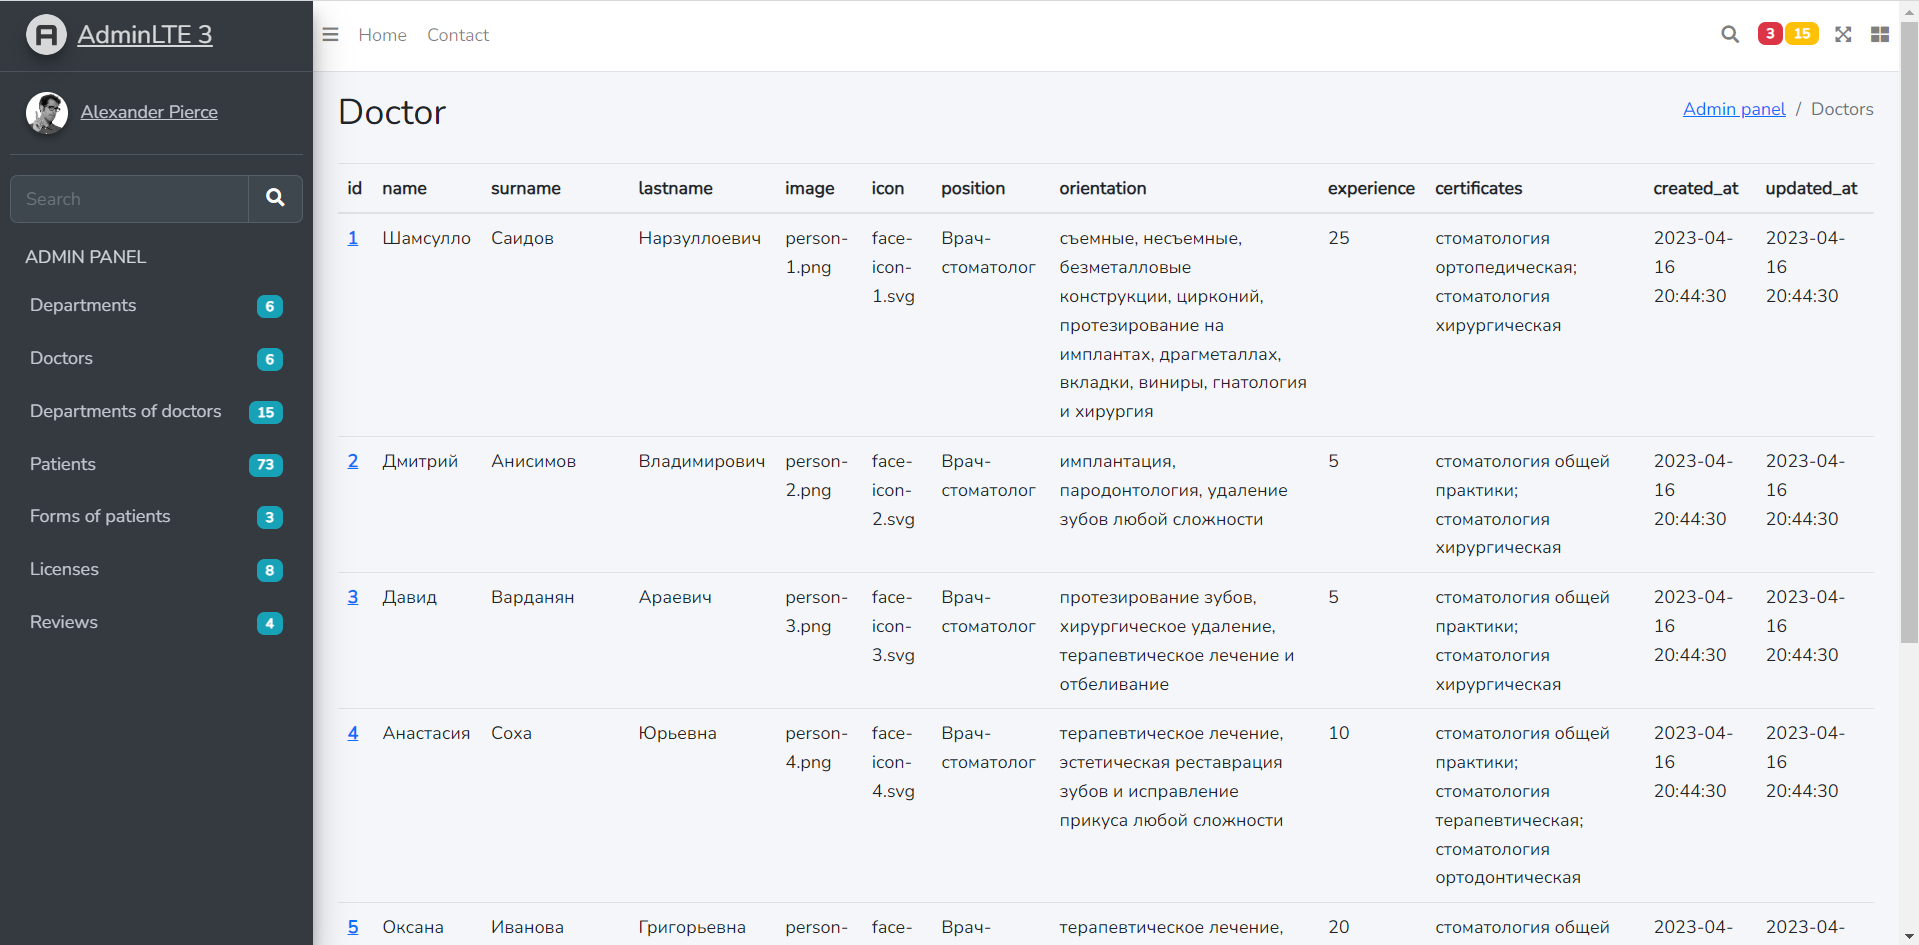 AdminLTE 3
Home
Contact
3
15
Alexander Pierce
Search
ADMIN PANEL
Departments 6
Doctors 6
Departments of doctors 15
Patients 73
Forms of patients 3
Licenses 8
Reviews 4
Doctor
Admin panel / Doctors
id name surname lastname image icon position orientation experience certificates created_at updated_at
1 Шамсулло Саидов Нарзуллоевич person- face- Врач- съемные, несъемные, 25 стоматология 2023-04- 2023-04-
1.png icon- стоматолог безметалловые ортопедическая; 16 16
1.svg конструкции, цирконий, стоматология 20:44:30 20:44:30
протезирование на хирургическая
имплантах, драгметаллах,
вкладки, виниры, гнатология
и хирургия
2 Дмитрий Анисимов Владимирович person- face- Врач- имплантация, 5 стоматология общей 2023-04- 2023-04-
2.png icon- стоматолог пародонтология, удаление практики; 16 16
2.svg зубов любой сложности стоматология 20:44:30 20:44:30
хирургическая
3 Давид Варданян Араевич person- face- Врач- протезирование зубов, 5 стоматология общей 2023-04- 2023-04-
3.png icon- стоматолог хирургическое удаление, практики; 16 16
3.svg терапевтическое лечение и стоматология 20:44:30 20:44:30
отбеливание хирургическая
4 Анастасия Соха Юрьевна person- face- Врач- терапевтическое лечение, 10 стоматология общей 2023-04- 2023-04-
4.png icon- стоматолог эстетическая реставрация практики; 16 16
4.svg зубов и исправление стоматология 20:44:30 20:44:30
прикуса любой сложности терапевтическая;
стоматология
ортодонтическая
5 Оксана Иванова Григорьевна person- face- Врач- терапевтическое лечение, 20 стоматология общей 2023-04- 2023-04-